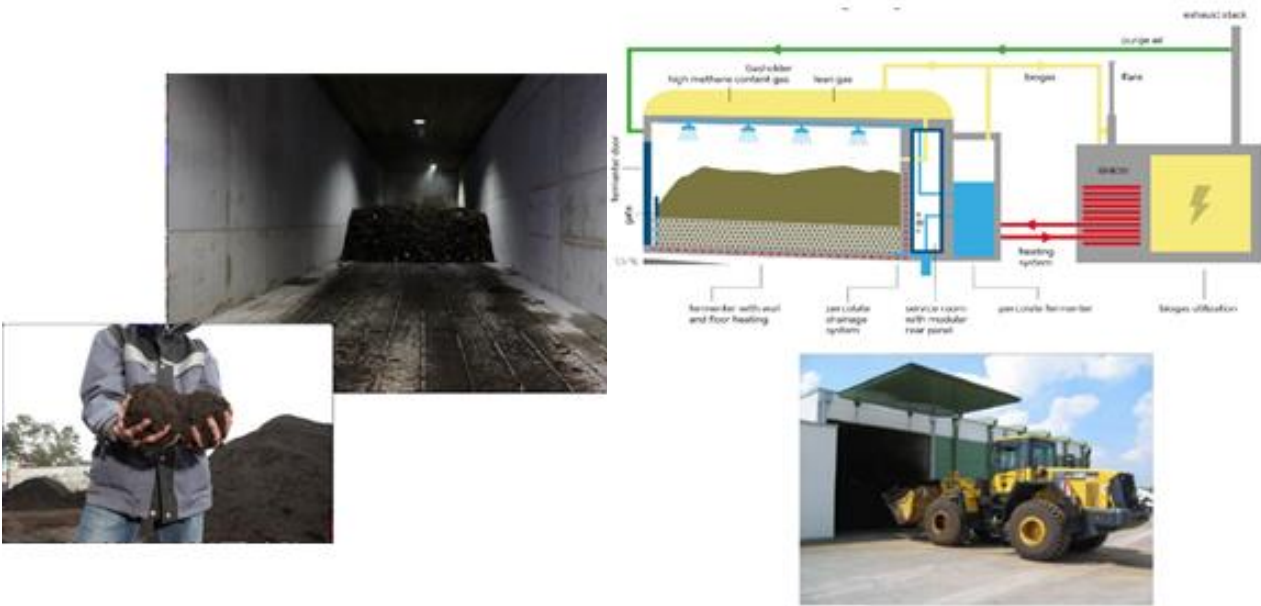 exhaust stack
purge air
Gasholder
high methane content gas
lean gas
biogas
flare
fermenter door
gate
heating
system
fermenter with wall
and floor heating
percolate
drainage
system
service room
with modular
rear panel
percolate fermenter
biogas utilisation